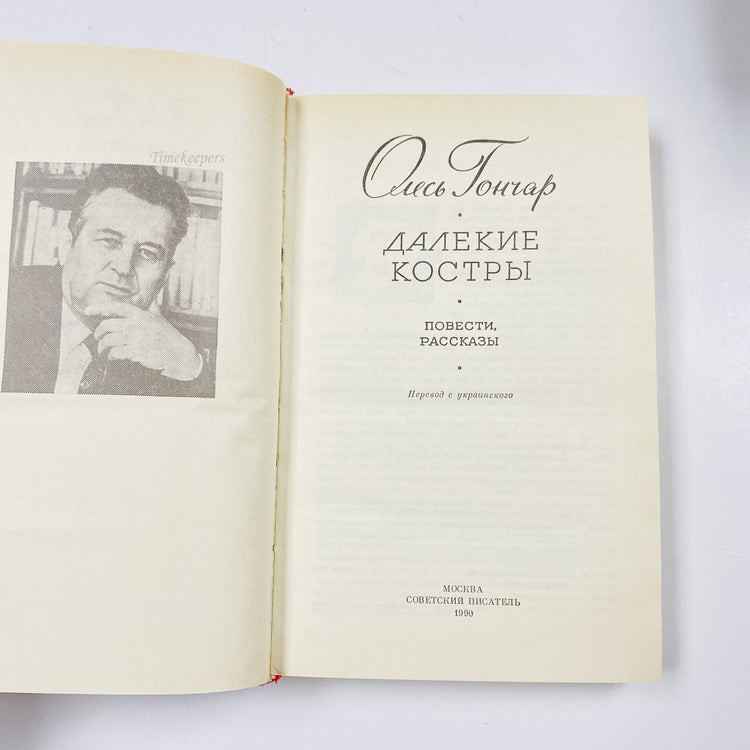 Timekeepers
Олесь Гончар
ДАЛЕКИЕ
КОСТРЫ
ПОВЕСТИ,
РАССКАЗЫ
Перевод с украинского
МОСКВА
СОВЕТСКИЙ ПИСАТЕЛЬ
1990